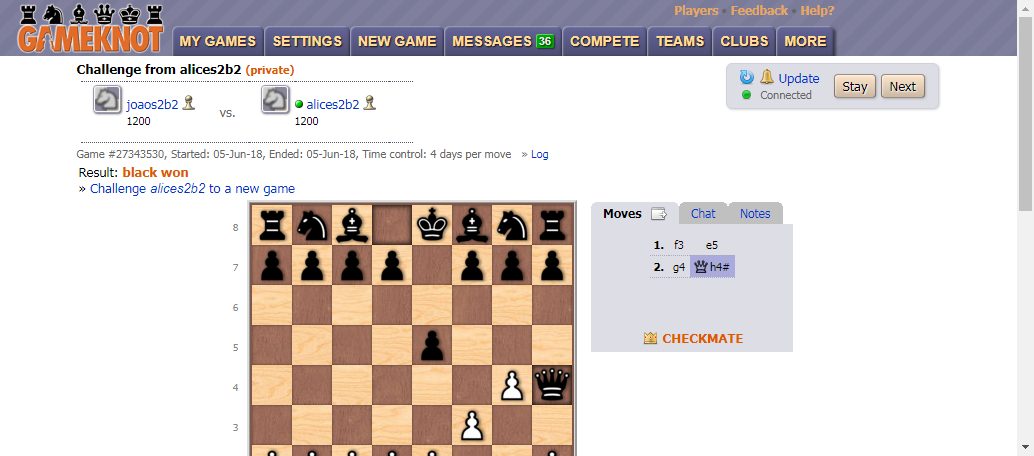 Players • Feedback • Help?
GAMEKNOT
MY GAMES SETTINGS NEW GAME MESSAGES 36 COMPETE TEAMS CLUBS MORE
Challenge from alices2b2 (private)
joaos2b2 vs. alices2b2
1200 1200
Update
Connected
Stay Next
Game #27343530, Started: 05-Jun-18, Ended: 05-Jun-18, Time control: 4 days per move » Log
Result: black won
» Challenge alices2b2 to a new game
8
7
6
5
4
3
Moves Chat Notes
1. f3 e5
2. g4 h4#
CHECKMATE